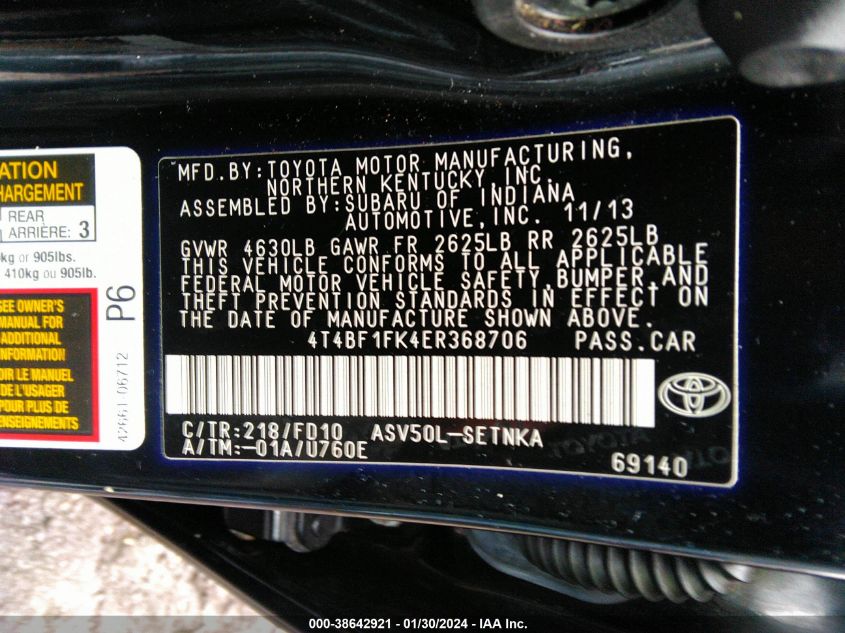 ATION
CHARGEMENT
REAR
ARRIÈRE: 3
kg or 905lbs.
410kg ou 905lb.
SEE OWNER'S
MANUAL FOR
ADDITIONAL
INFORMATION
LE MANUEL
DE L'USAGER
POUR PLUS DE
P6
42661 06712
MFD.BY:TOYOTA MOTOR MANUFACTURING,
NORTHERN KENTUCKY, INC.
ASSEMBLED BY:SUBARU OF INDIANA
AUTOMOTIVE,INC. 11/13
GVWR 4630LB GAWR FR 2625LB RR 2625LB
THIS VEHICLE CONFORMS TO ALL APPLICABLE
FEDERAL MOTOR VEHICLE SAFETY,BUMPER,AND
THEFT PREVENTION STANDARDS IN EFFECT ON
THE DATE OF MANUFACTURE SHOWN ABOVE.
4T4BF1FK4ER368706 PASS.CAR
C/TR:218/FD10 ASV50L-SETNKA
A/TM:-01A/U760E
69140
000-38642921 - 01/30/2024 - IAA Inc.